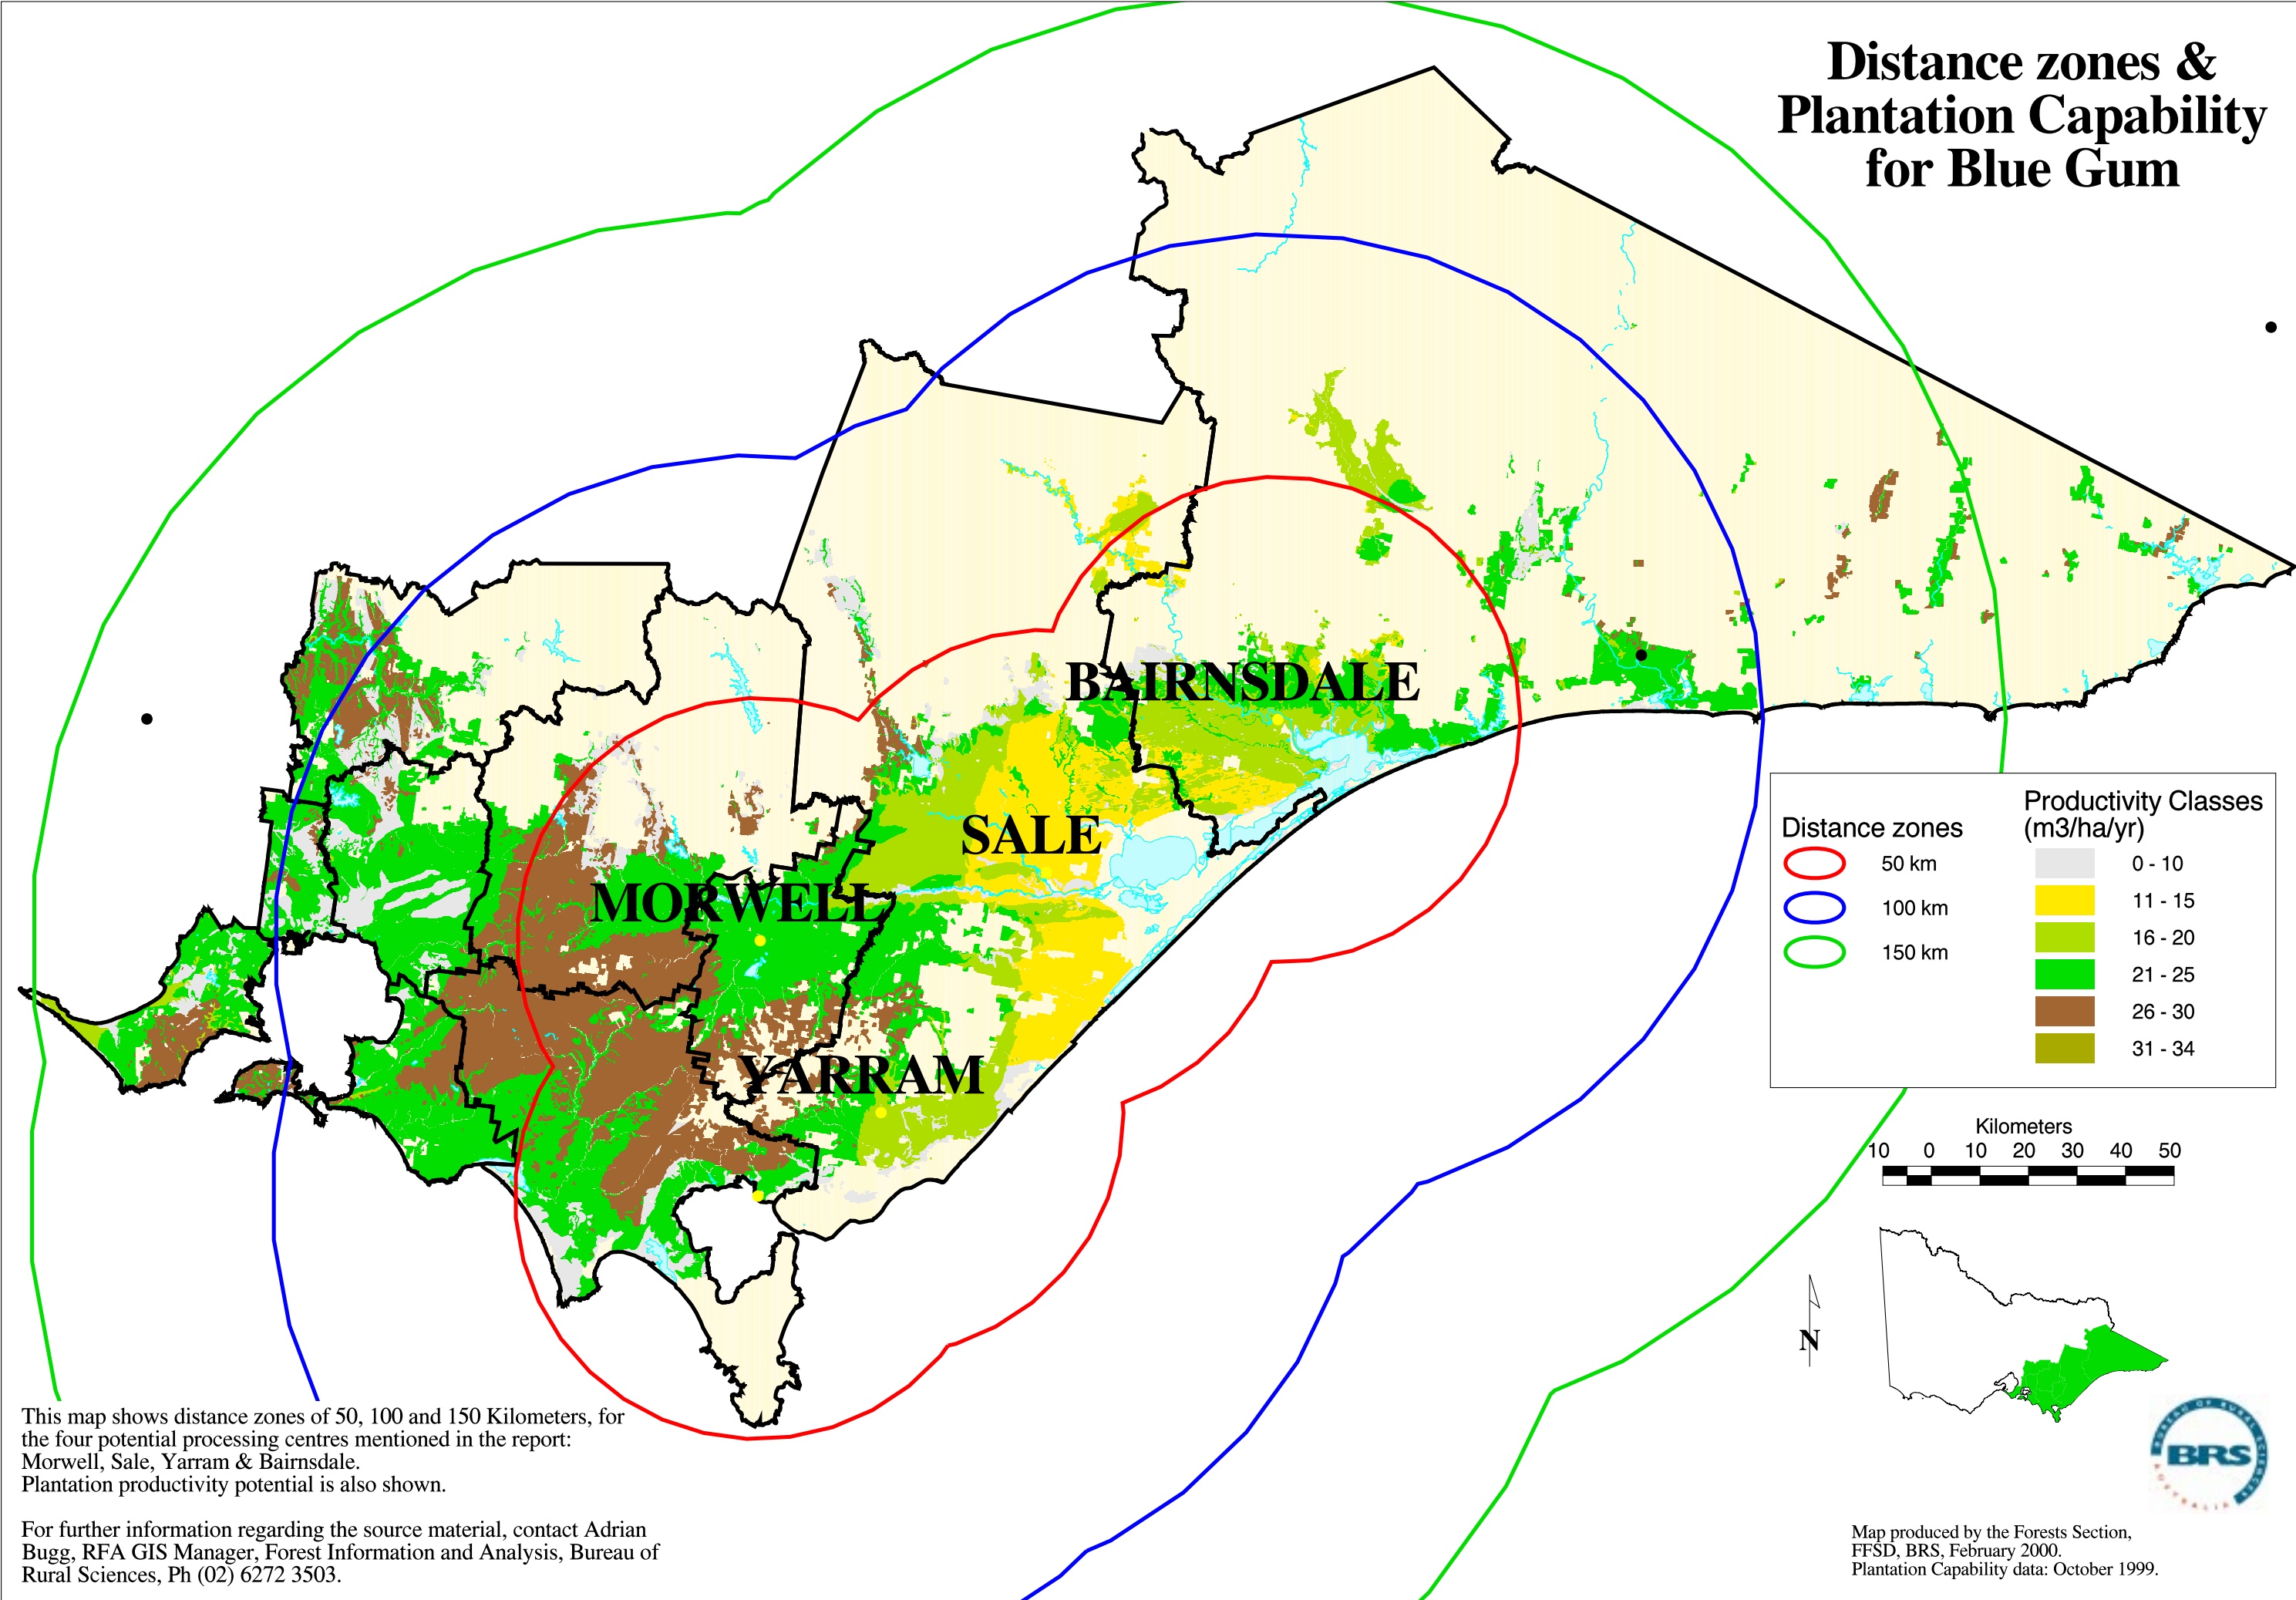 Distance zones &
Plantation Capability
for Blue Gum
BAIRNSDALE
SALE
MORWELL
YARRAM
Distance zones
50 km
100 km
150 km
Productivity Classes
(m3/ha/yr)
0 - 10
11 - 15
16 - 20
21 - 25
26 - 30
31 - 34
Kilometers
10 0 10 20 30 40 50
N
This map shows distance zones of 50, 100 and 150 Kilometers, for
the four potential processing centres mentioned in the report:
Morwell, Sale, Yarram & Bairnsdale.
Plantation productivity potential is also shown.
For further information regarding the source material, contact Adrian
Bugg, RFA GIS Manager, Forest Information and Analysis, Bureau of
Rural Sciences, Ph (02) 6272 3503.
BUREAU OF RURAL SCIENCES
BRS
AUSTRALIA
Map produced by the Forests Section,
FFSD, BRS, February 2000.
Plantation Capability data: October 1999.